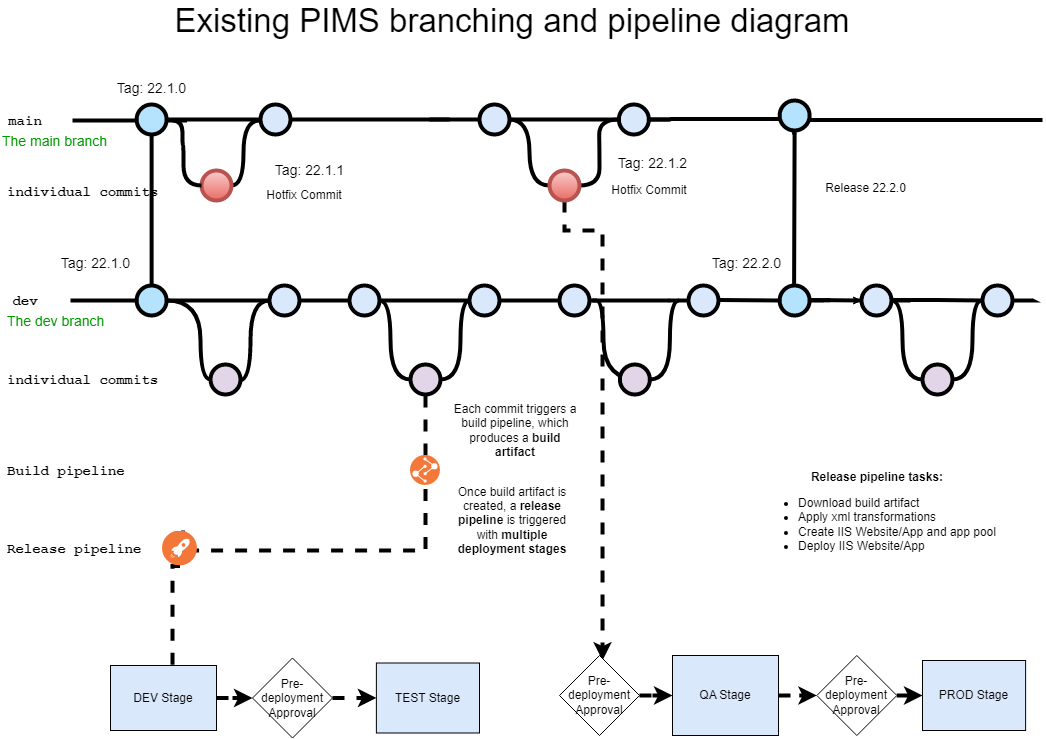 Existing PIMS branching and pipeline diagram
Tag: 22.1.0
main
The main branch
Tag: 22.1.1
Tag: 22.1.2
individual commits
Hotfix Commit
Hotfix Commit
Release 22.2.0
Tag: 22.1.0
Tag: 22.2.0
dev
The dev branch
individual commits
Each commit triggers a
build pipeline, which
produces a build
artifact
Build pipeline
Once build artifact is
created, a release
pipeline is triggered
with multiple
deployment stages
Release pipeline tasks:
Download build artifact
Apply xml transformations
Create IIS Website/App and app pool
Deploy IIS Website/App
Release pipeline
DEV Stage
Pre-
deployment
Approval
TEST Stage
Pre-
deployment
Approval
QA Stage
Pre-
deployment
Approval
PROD Stage